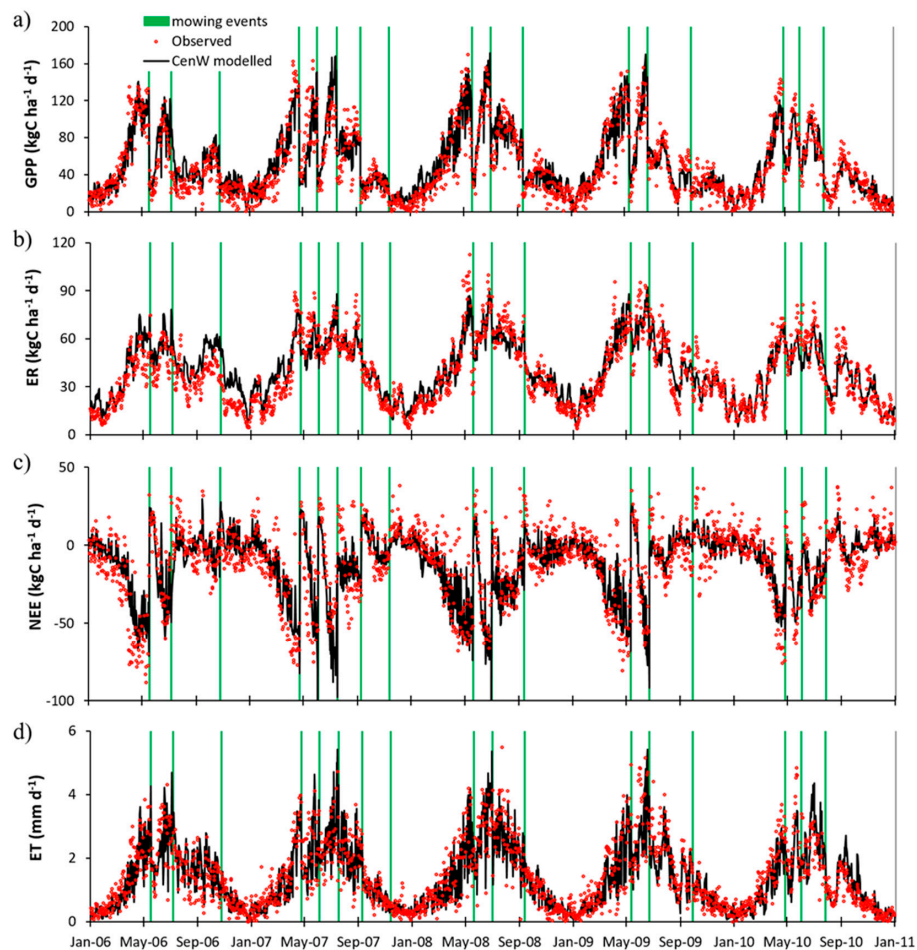 a)
mowing events
Observed
CenW modelled
GPP (kgC ha⁻¹ d⁻¹)
200
160
120
80
40
0
b)
ER (kgC ha⁻¹ d⁻¹)
120
90
60
30
0
c)
NEE (kgC ha⁻¹ d⁻¹)
50
0
-50
-100
d)
ET (mm d⁻¹)
6
4
2
0
Jan-06 May-06 Sep-06 Jan-07 May-07 Sep-07 Jan-08 May-08 Sep-08 Jan-09 May-09 Sep-09 Jan-10 May-10 Sep-10 Jan-11